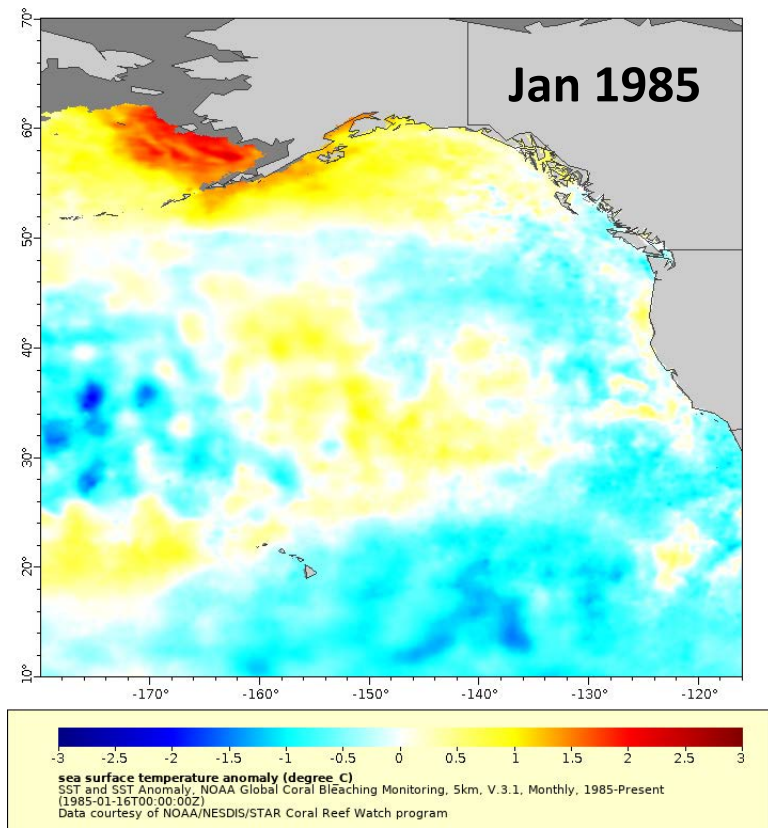 Jan 1985
70°
60°
50°
40°
30°
20°
10°
-170° -160° -150° -140° -130° -120°
-3 -2.5 -2 -1.5 -1 -0.5 0 0.5 1 1.5 2 2.5 3
sea surface temperature anomaly (degree_C)
SST and SST Anomaly, NOAA Global Coral Bleaching Monitoring, 5km, V.3.1, Monthly, 1985-Present
(1985-01-16T00:00:00Z)
Data courtesy of NOAA/NESDIS/STAR Coral Reef Watch program